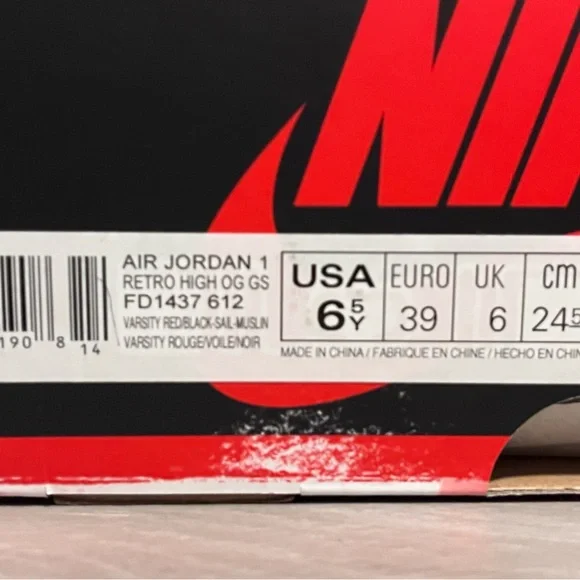 NI
AIR JORDAN 1
RETRO HIGH OG GS
FD1437 612
VARSITY RED/BLACK-SAIL-MUSLIN
VARSITY ROUGE/VOILE/NOIR
190 8 14
USA EURO UK CM
6 5Y 39 6 24.5
MADE IN CHINA / FABRIQUE EN CHINE / HECHO EN CHIN